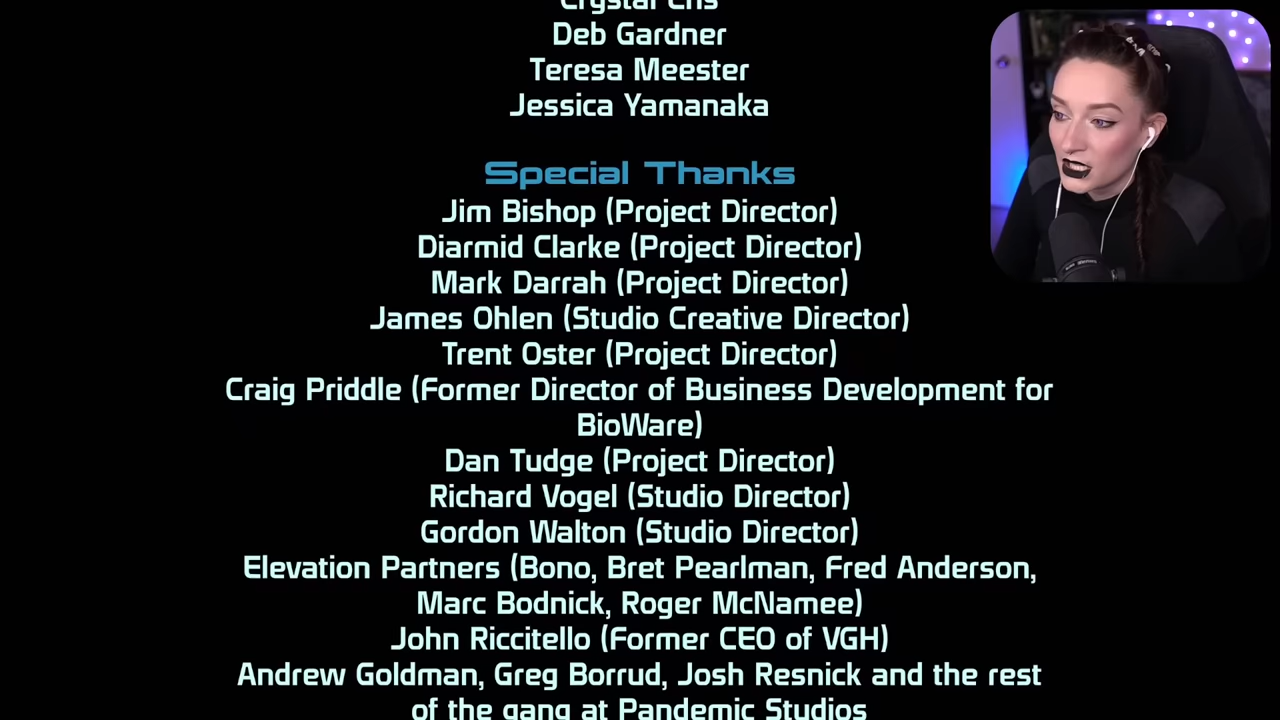 Crystal Ens
Deb Gardner
Teresa Meester
Jessica Yamanaka
Special Thanks
Jim Bishop (Project Director)
Diarmid Clarke (Project Director)
Mark Darrah (Project Director)
James Ohlen (Studio Creative Director)
Trent Oster (Project Director)
Craig Priddle (Former Director of Business Development for
BioWare)
Dan Tudge (Project Director)
Richard Vogel (Studio Director)
Gordon Walton (Studio Director)
Elevation Partners (Bono, Bret Pearlman, Fred Anderson,
Marc Bodnick, Roger McNamee)
John Riccitello (Former CEO of VGH)
Andrew Goldman, Greg Borrud, Josh Resnick and the rest
of the gang at Pandemic Studios